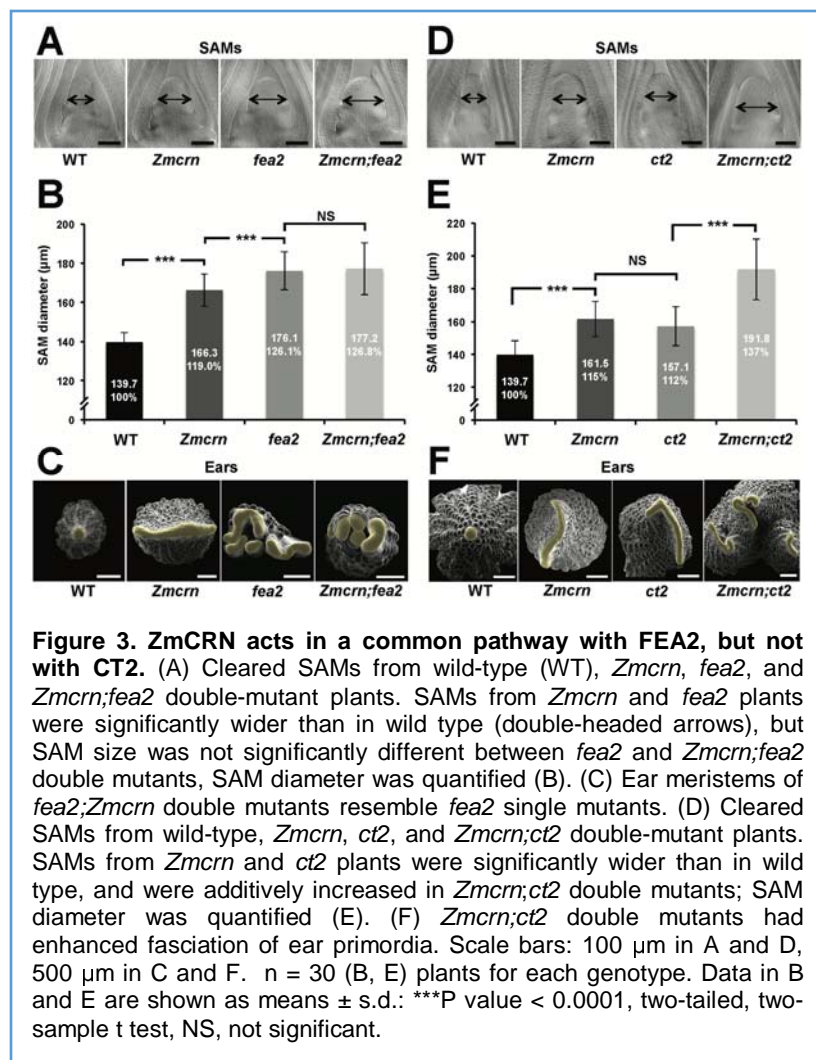 A
SAMs
WT Zmcrn fea2 Zmcrn;fea2
B
SAM diameter (µm)
200
180
160
140
0
***
***
NS
139.7
100%
166.3
119.0%
176.1
126.1%
177.2
126.8%
WT Zmcrn fea2 Zmcrn;fea2
C
Ears
WT Zmcrn fea2 Zmcrn;fea2
D
SAMs
WT Zmcrn ct2 Zmcrn;ct2
E
SAM diameter (µm)
220
200
180
160
140
0
***
NS
***
139.7
100%
161.5
115%
157.1
112%
191.8
137%
WT Zmcrn ct2 Zmcrn;ct2
F
Ears
WT Zmcrn ct2 Zmcrn;ct2
Figure 3. ZmCRN acts in a common pathway with FEA2, but not
with CT2. (A) Cleared SAMs from wild-type (WT), Zmcrn, fea2, and
Zmcrn;fea2 double-mutant plants. SAMs from Zmcrn and fea2 plants
were significantly wider than in wild type (double-headed arrows), but
SAM size was not significantly different between fea2 and Zmcrn;fea2
double mutants, SAM diameter was quantified (B). (C) Ear meristems of
fea2;Zmcrn double mutants resemble fea2 single mutants. (D) Cleared
SAMs from wild-type, Zmcrn, ct2, and Zmcrn;ct2 double-mutant plants.
SAMs from Zmcrn and ct2 plants were significantly wider than in wild
type, and were additively increased in Zmcrn;ct2 double mutants; SAM
diameter was quantified (E). (F) Zmcrn;ct2 double mutants had
enhanced fasciation of ear primordia. Scale bars: 100 µm in A and D,
500 µm in C and F. n = 30 (B, E) plants for each genotype. Data in B
and E are shown as means ± s.d.: ***P value < 0.0001, two-tailed, two-
sample t test, NS, not significant.